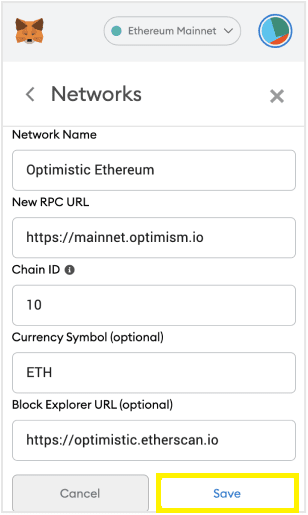 Ethereum Mainnet
Networks
Network Name
Optimistic Ethereum
New RPC URL
https://mainnet.optimism.io
Chain ID
10
Currency Symbol (optional)
ETH
Block Explorer URL (optional)
https://optimistic.etherscan.io
Cancel Save